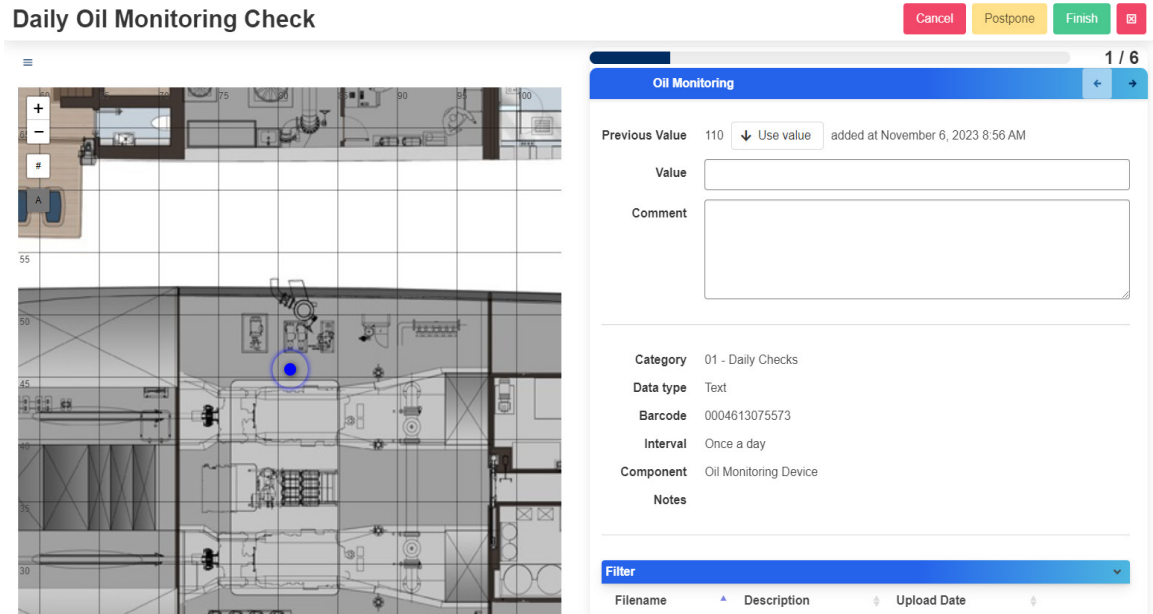 Daily Oil Monitoring Check
Cancel
Postpone
Finish
1 / 6
Oil Monitoring
Previous Value 110 Use value added at November 6, 2023 8:56 AM
Value
Comment
Category 01 - Daily Checks
Data type Text
Barcode 0004613075573
Interval Once a day
Component Oil Monitoring Device
Notes
Filter
Filename Description Upload Date
+
−
#
A
75
90
95
100
55
50
45
40
35
30